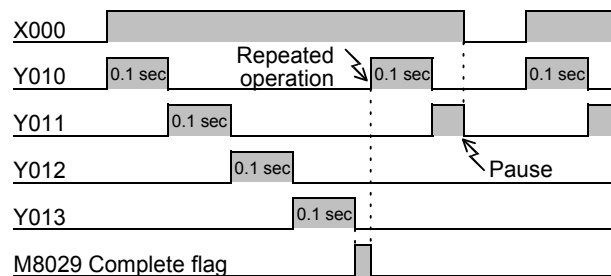 X000
Repeated
operation
Y010 0.1 sec 0.1 sec 0.1 sec
Y011 0.1 sec
Pause
Y012 0.1 sec
Y013 0.1 sec
M8029 Complete flag